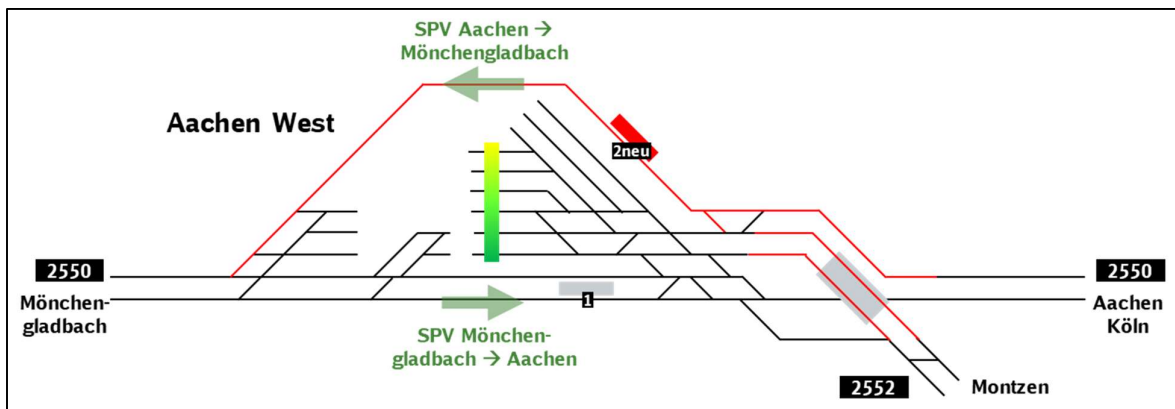 SPV Aachen →
Mönchengladbach
Aachen West
2neu
2550
Mönchen-
gladbach
1
SPV Mönchen-
gladbach → Aachen
2550
Aachen
Köln
2552
Montzen